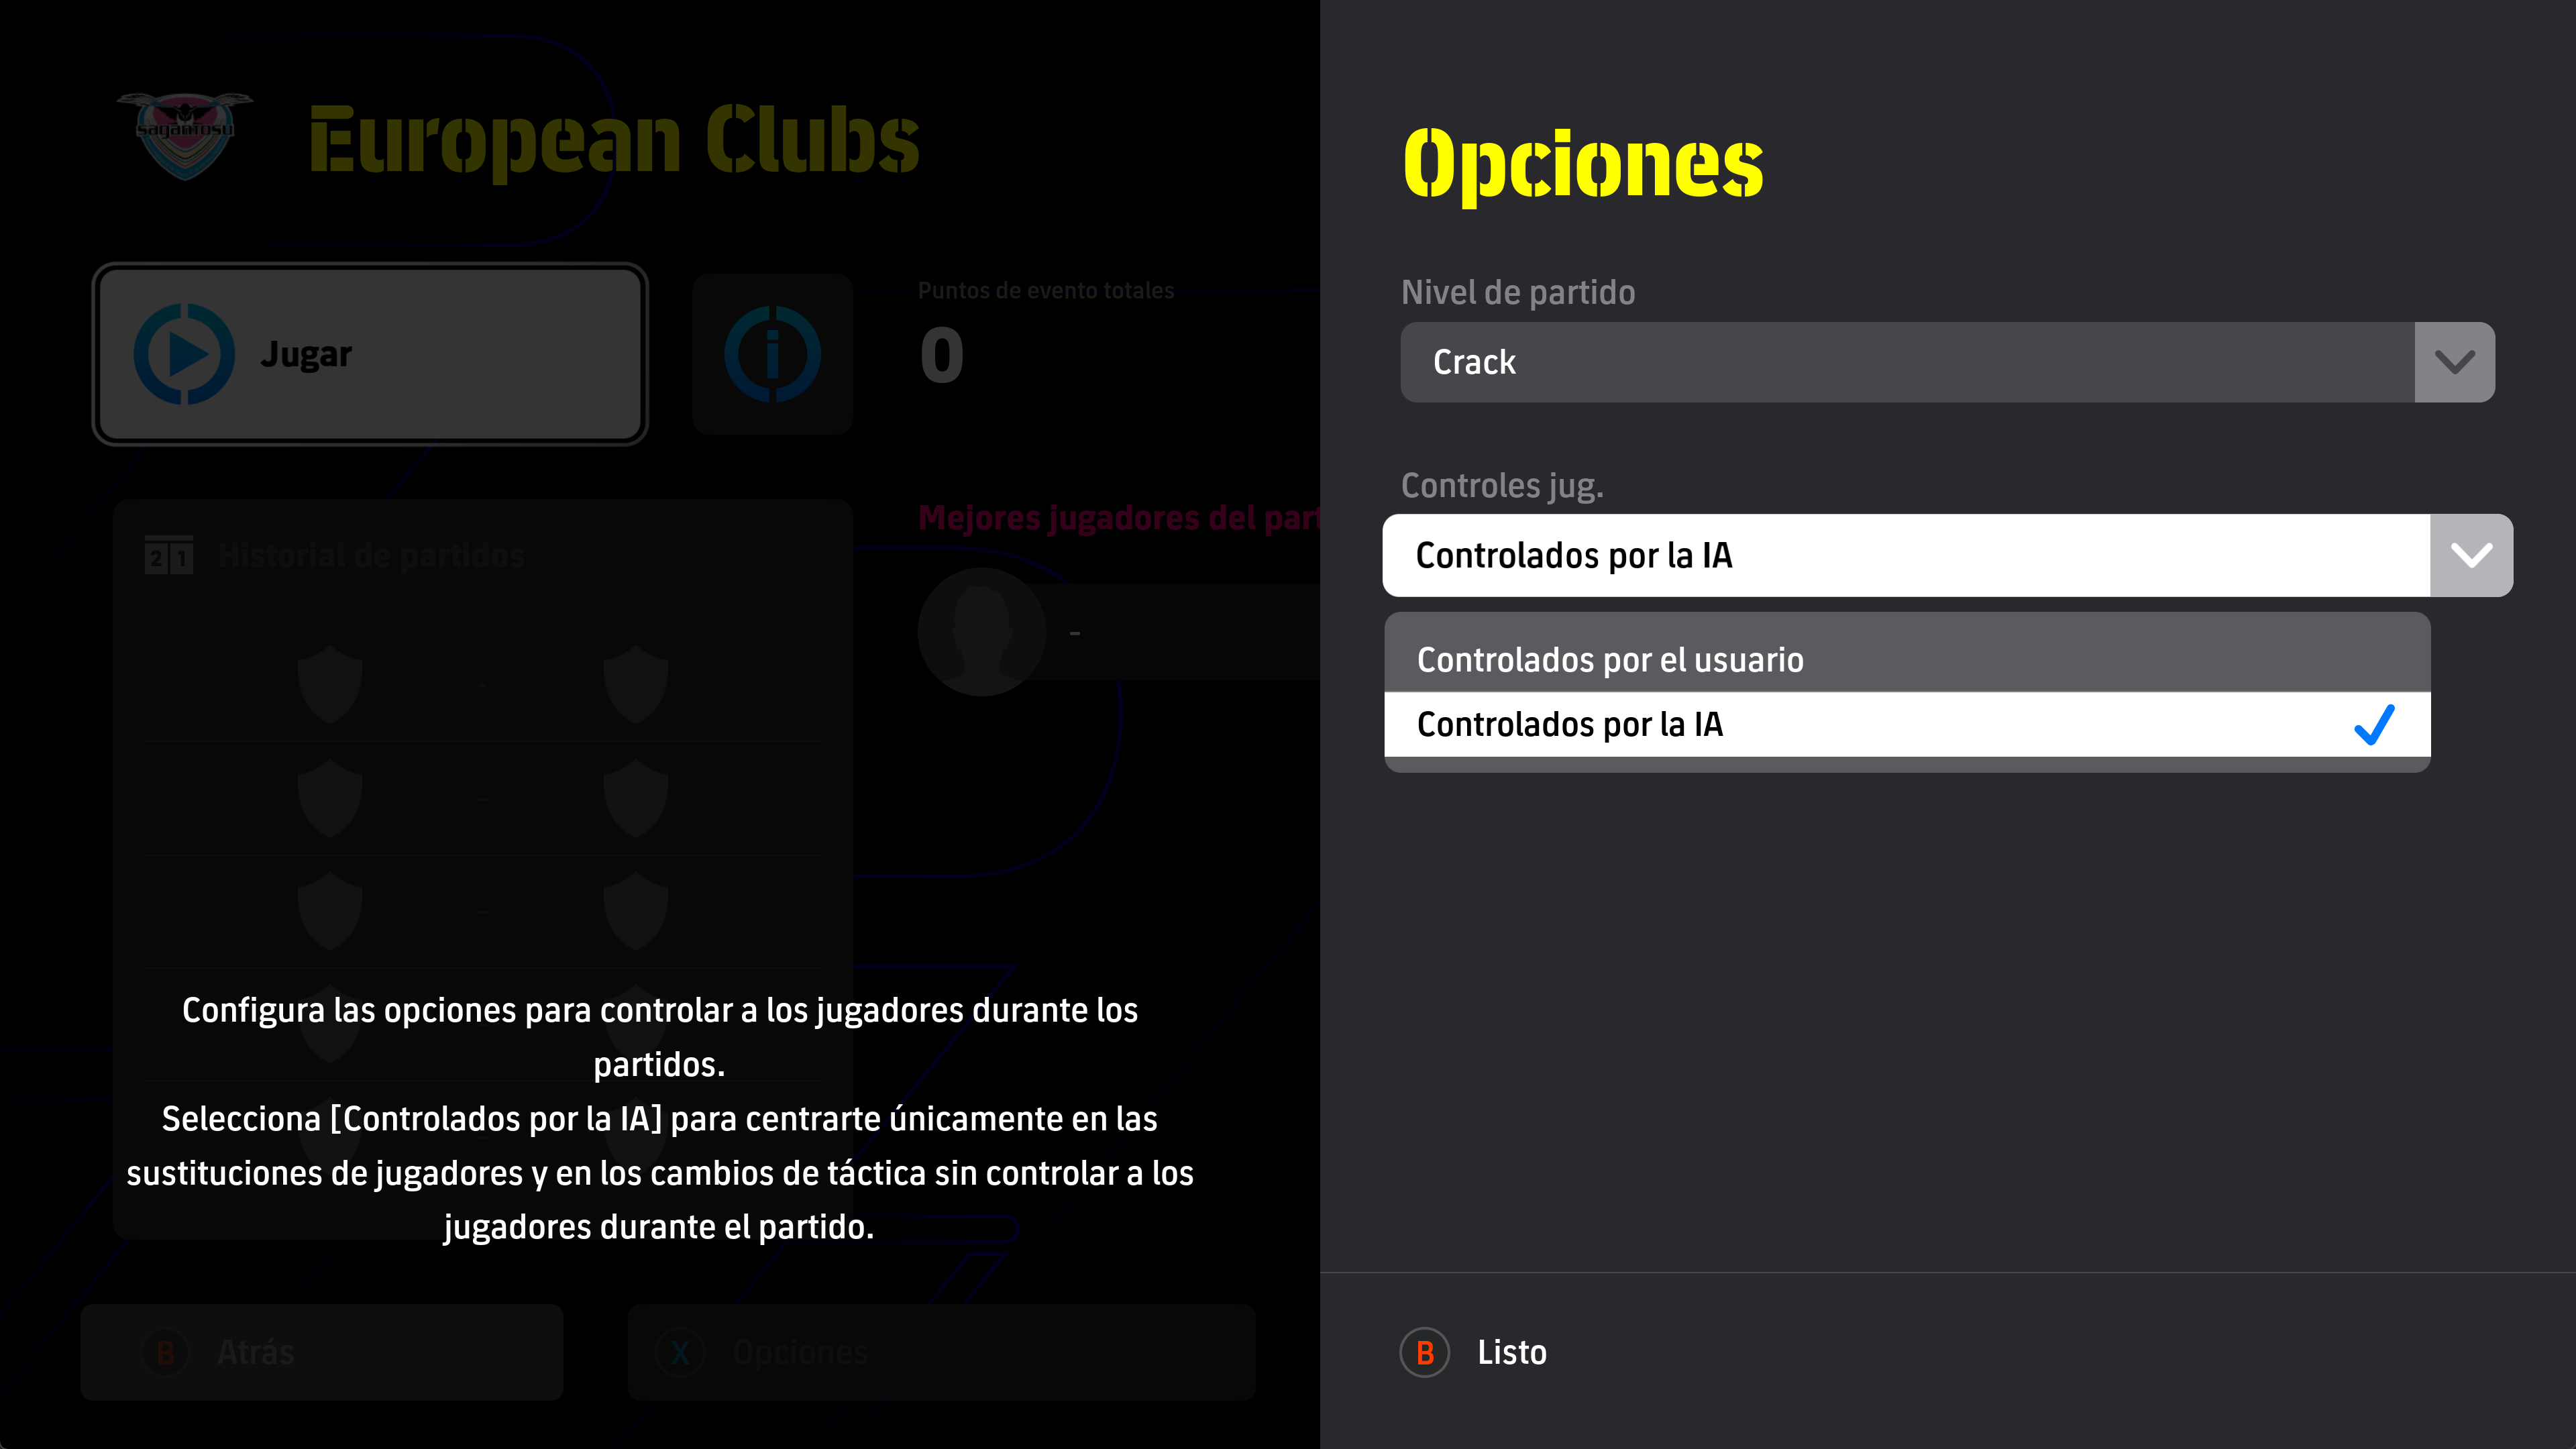 sagantosu
European Clubs
Jugar
Puntos de evento totales
0
Historial de partidos
2 1
Mejores jugadores del part
-
-
-
-
Configura las opciones para controlar a los jugadores durante los
partidos.
Selecciona [Controlados por la IA] para centrarte únicamente en las
sustituciones de jugadores y en los cambios de táctica sin controlar a los
jugadores durante el partido.
B Atrás
X Opciones
Opciones
Nivel de partido
Crack
Controles jug.
Controlados por la IA
Controlados por el usuario
Controlados por la IA
B Listo